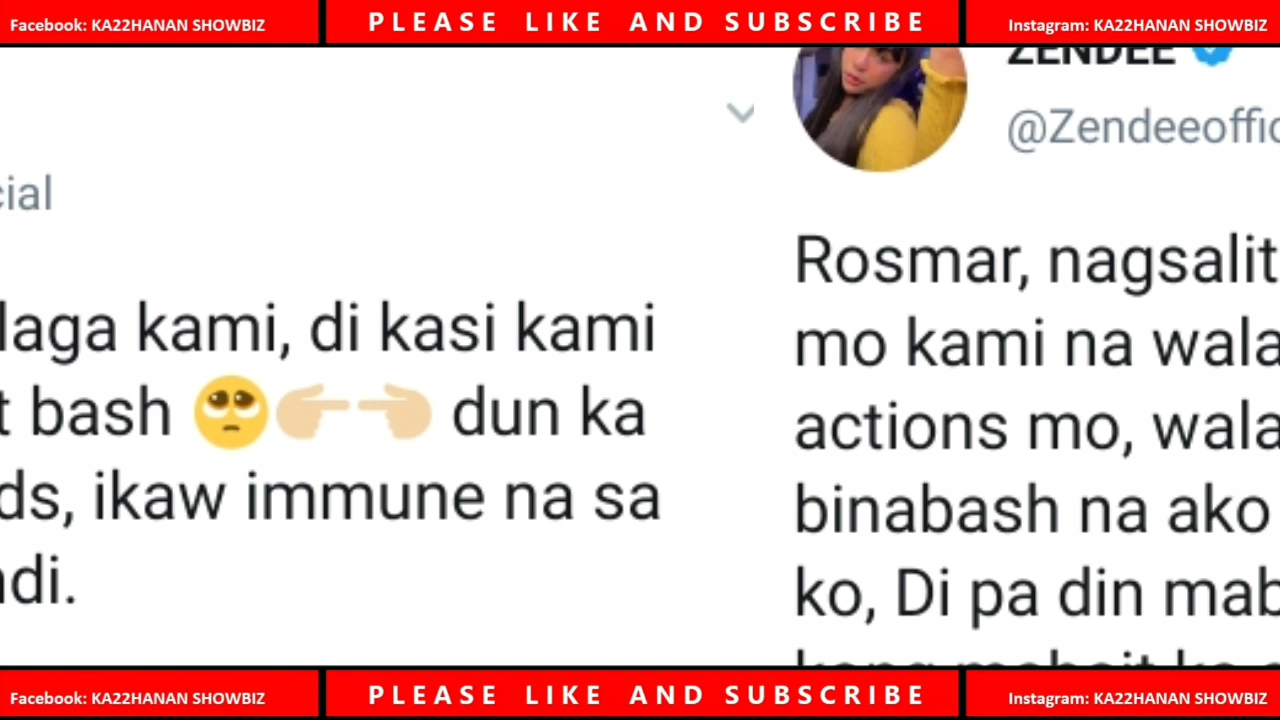 Facebook: KA22HANAN SHOWBIZ
PLEASE LIKE AND SUBSCRIBE
Instagram: KA22HANAN SHOWBIZ
cial
laga kami, di kasi kami
t bash 🥺👉🏼👈🏼 dun ka
ds, ikaw immune na sa
di.
ZENDEE
@Zendeeoffic
Rosmar, nagsalit
mo kami na wala
actions mo, wala
binabash na ako
ko, Di pa din mab
Facebook: KA22HANAN SHOWBIZ
PLEASE LIKE AND SUBSCRIBE
Instagram: KA22HANAN SHOWBIZ